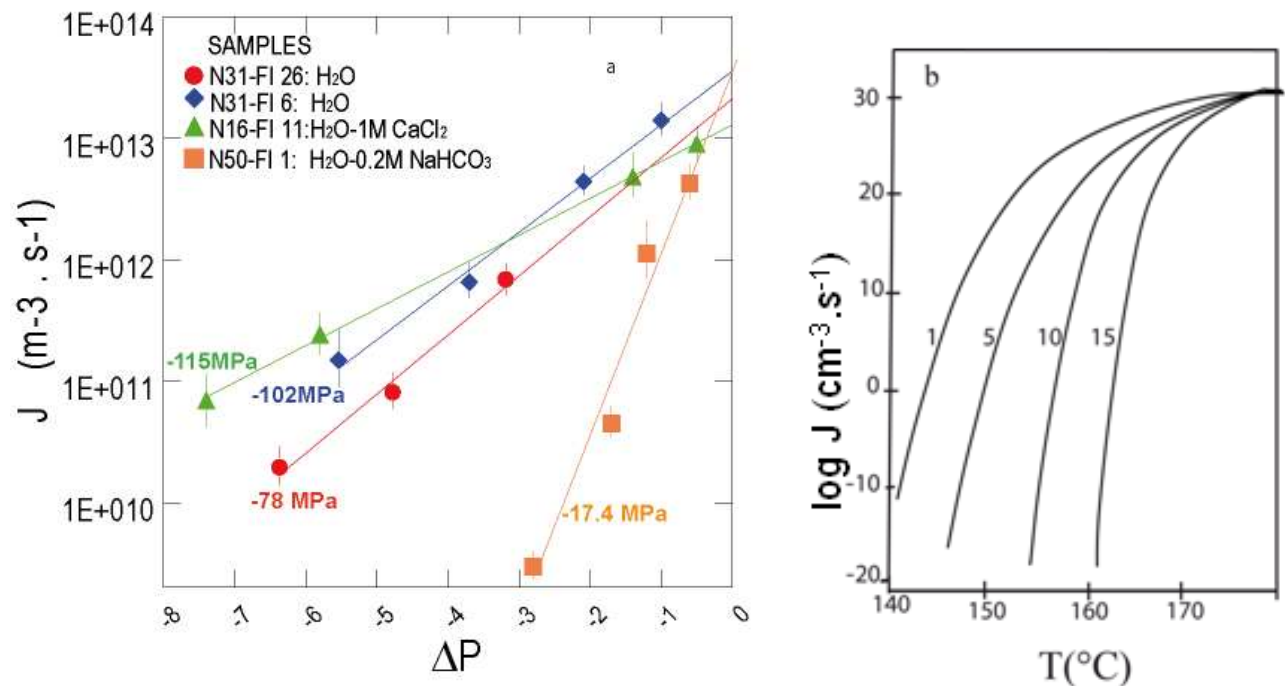 1E+014
1E+013
1E+012
1E+011
1E+010
J (m-3 . s-1)
SAMPLES
N31-FI 26: H₂O
N31-FI 6: H₂O
N16-FI 11:H₂O-1M CaCl₂
N50-FI 1: H₂O-0.2M NaHCO₃
a
-115MPa
-102MPa
-78 MPa
-17.4 MPa
-8 -7 -6 -5 -4 -3 -2 -1 0
ΔP
b
30
20
10
0
-10
-20
log J (cm⁻³.s⁻¹)
1 5 10 15
140 150 160 170
T(°C)